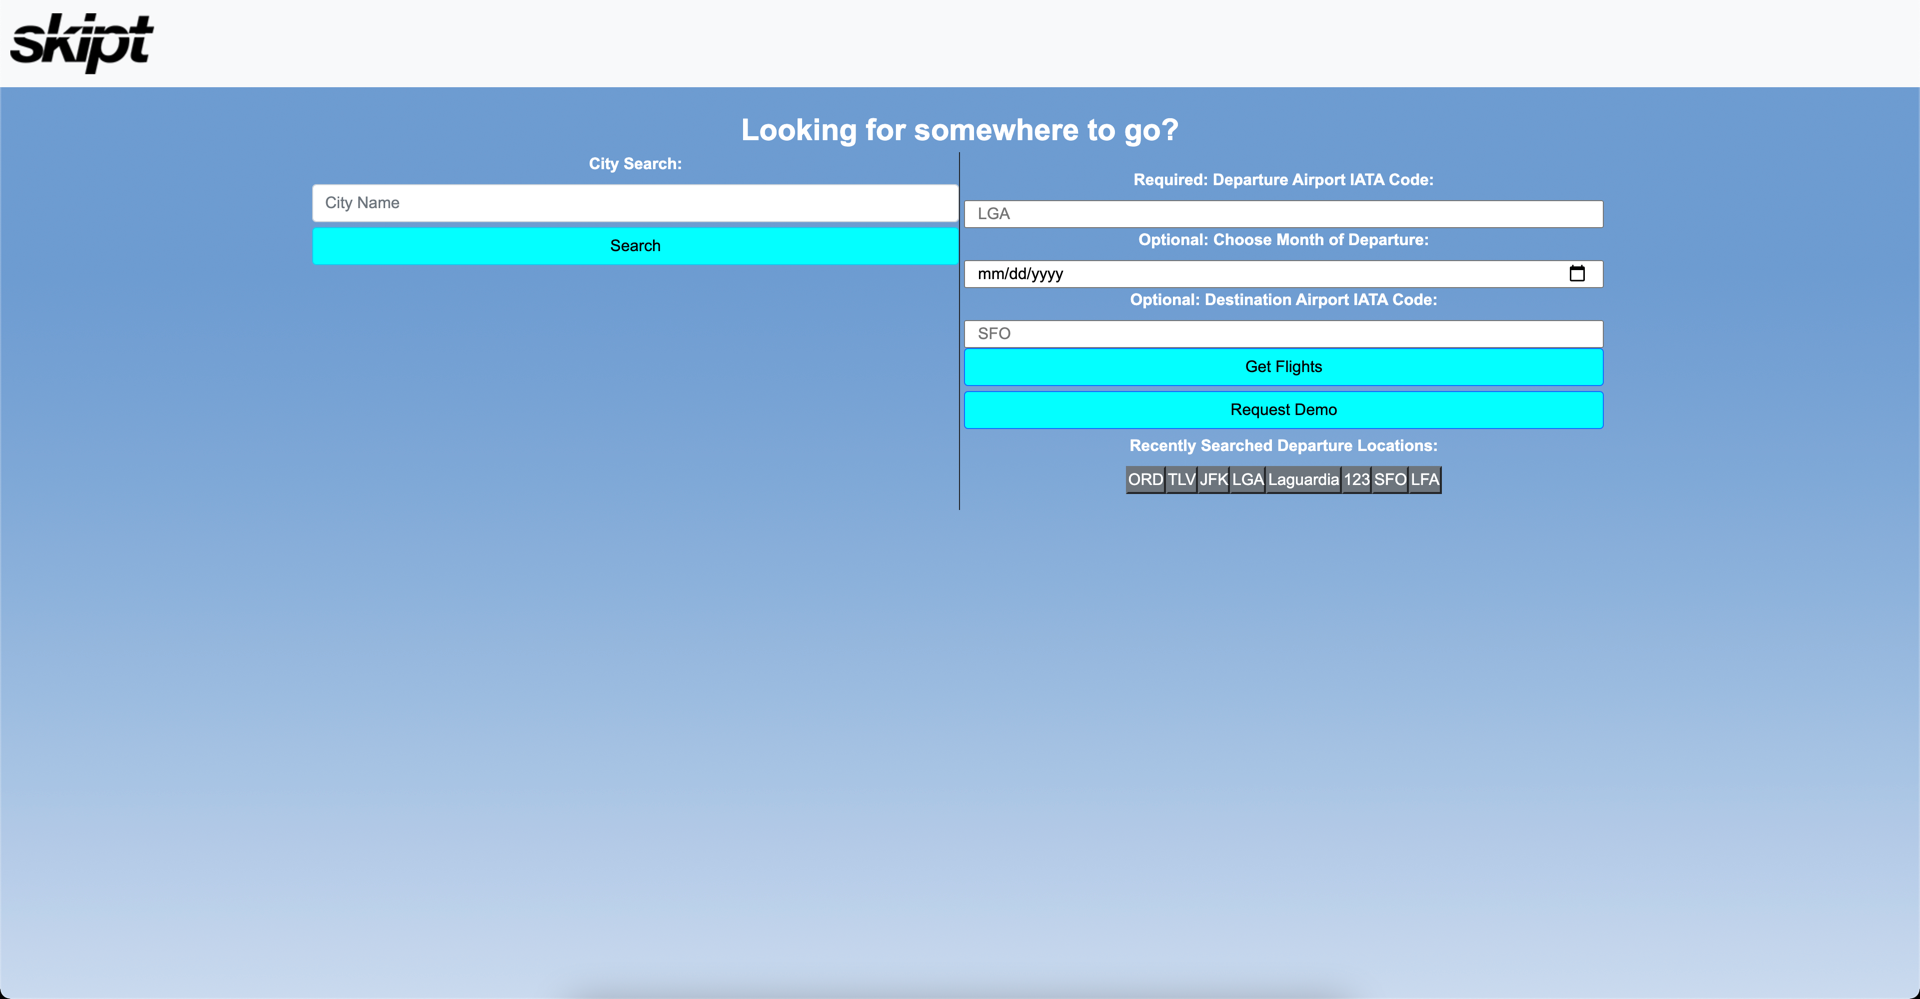 skipt
Looking for somewhere to go?
City Search:
City Name
Search
Required: Departure Airport IATA Code:
LGA
Optional: Choose Month of Departure:
mm/dd/yyyy
Optional: Destination Airport IATA Code:
SFO
Get Flights
Request Demo
Recently Searched Departure Locations:
ORD TLV JFK LGA Laguardia 123 SFO LFA